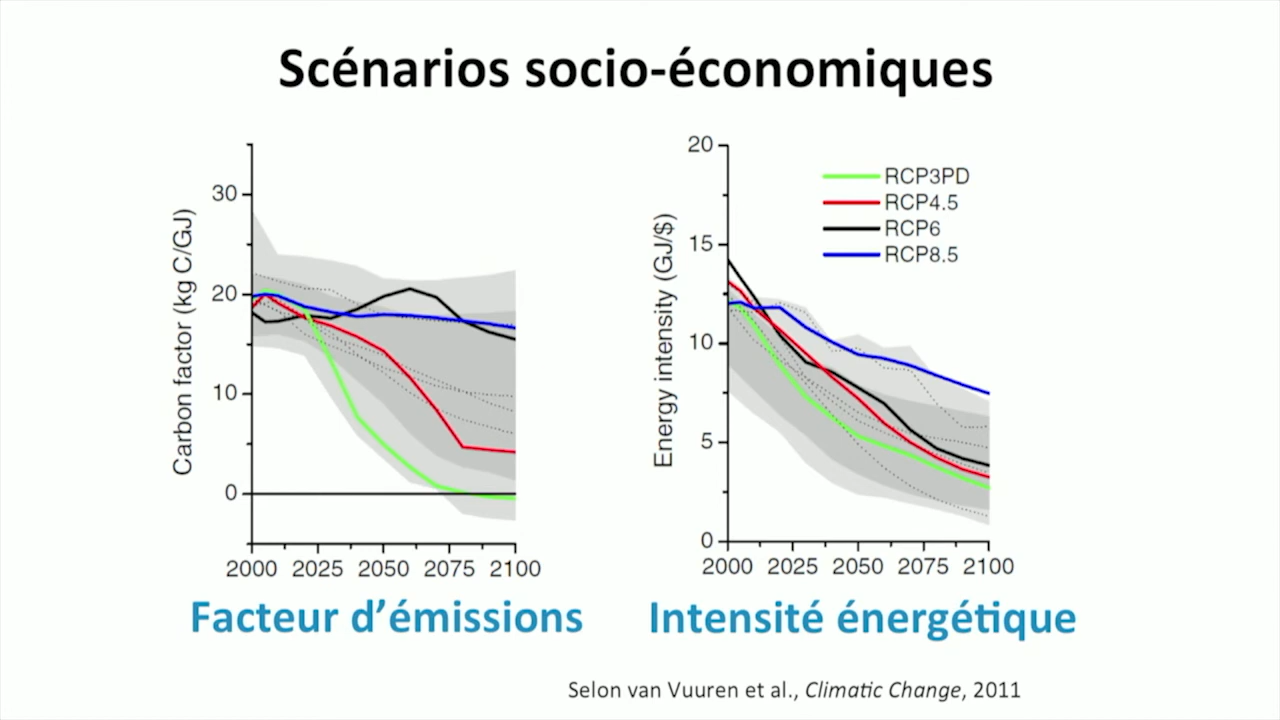 Scénarios socio-économiques
Carbon factor (kg C/GJ)
30
20
10
0
2000 2025 2050 2075 2100
Facteur d’émissions
Energy intensity (GJ/$)
20
15
10
5
0
2000 2025 2050 2075 2100
RCP3PD
RCP4.5
RCP6
RCP8.5
Intensité énergétique
Selon van Vuuren et al., Climatic Change, 2011